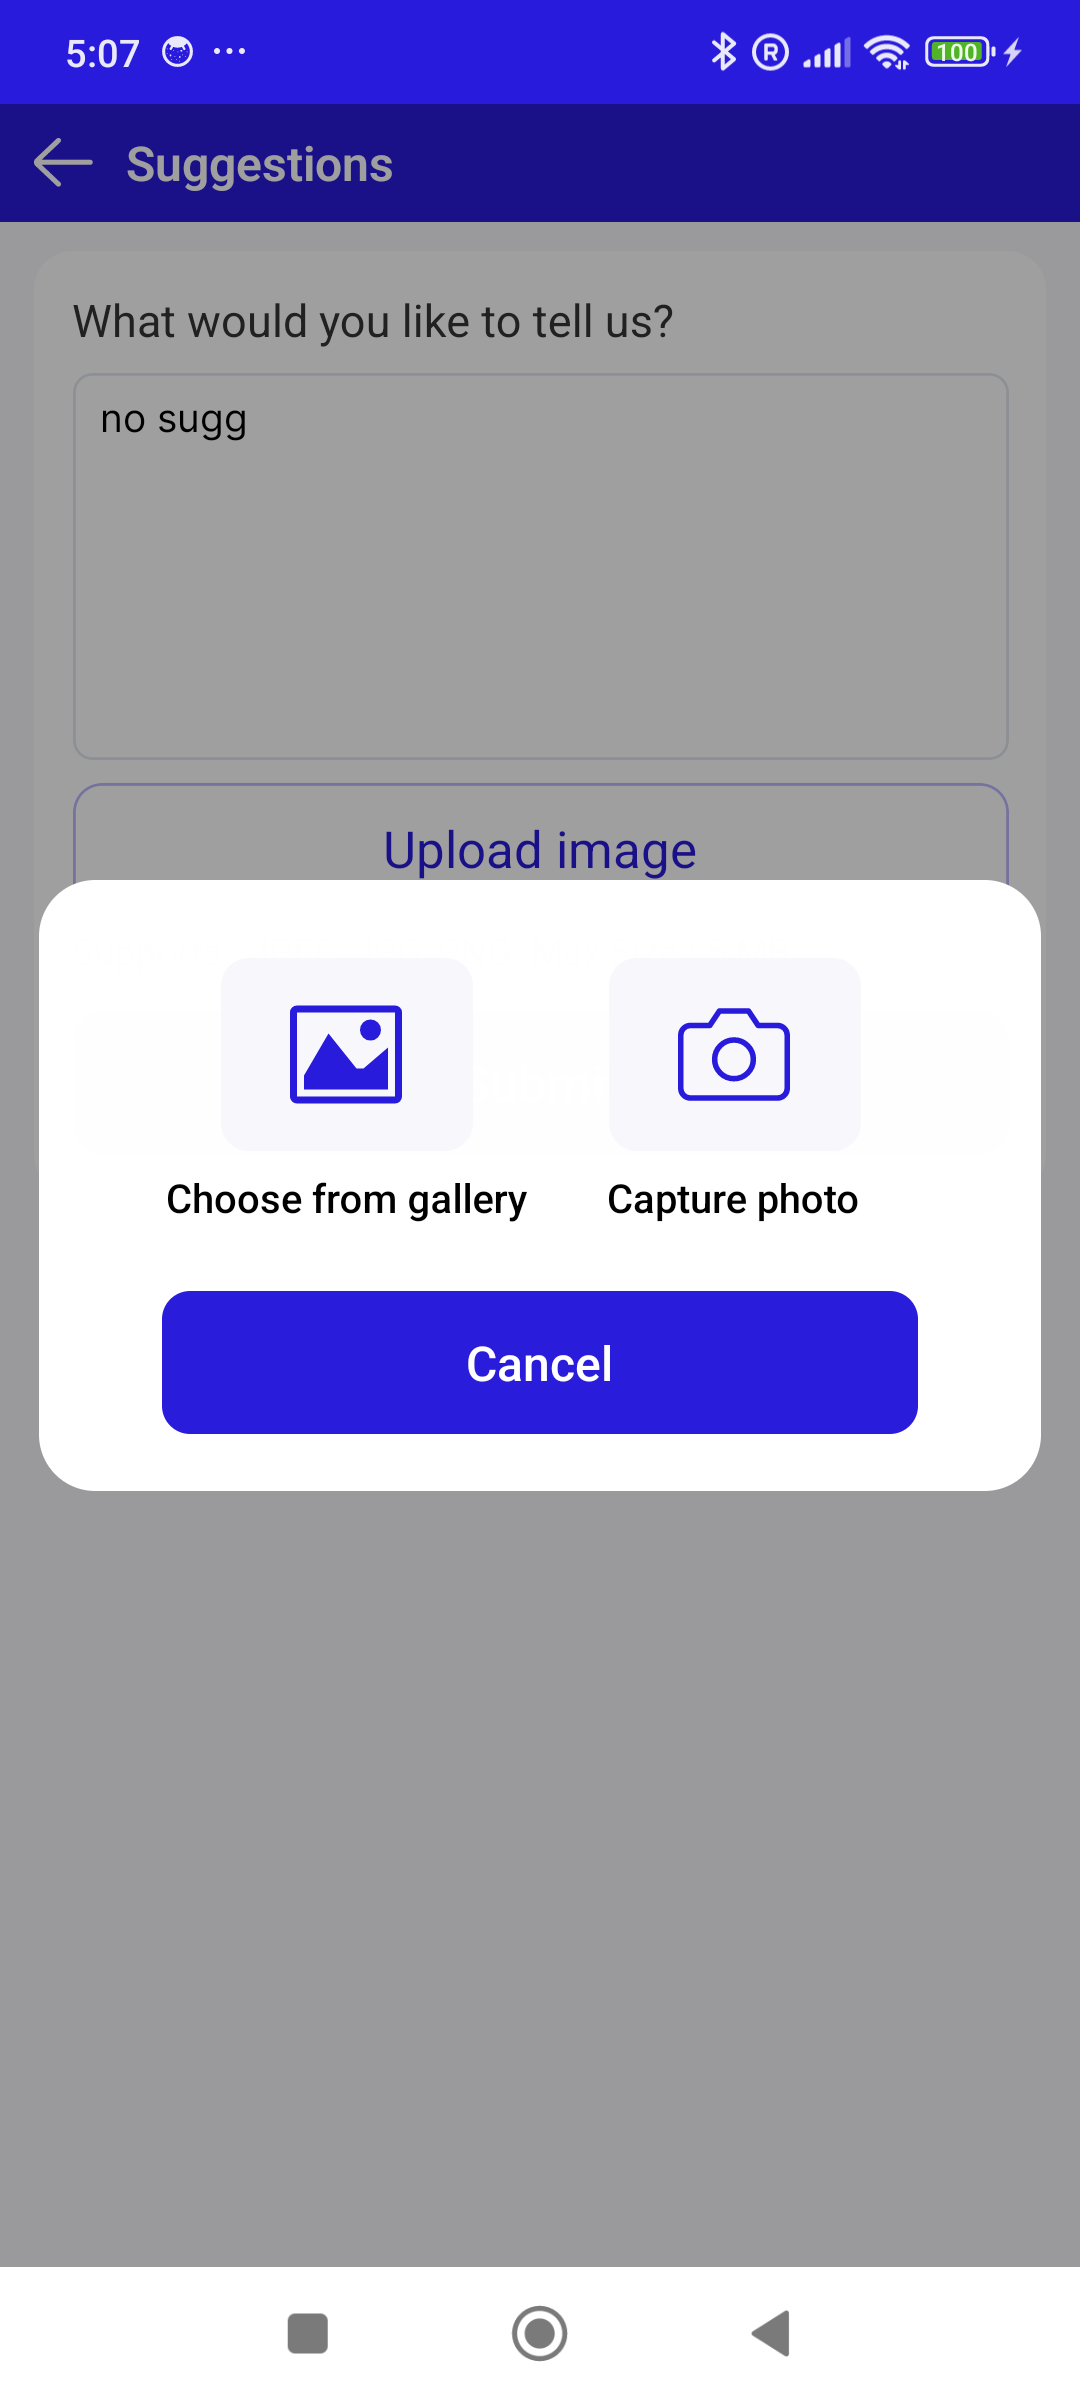 5:07
100
Suggestions
What would you like to tell us?
no sugg
Upload image
Choose from gallery
Capture photo
Cancel